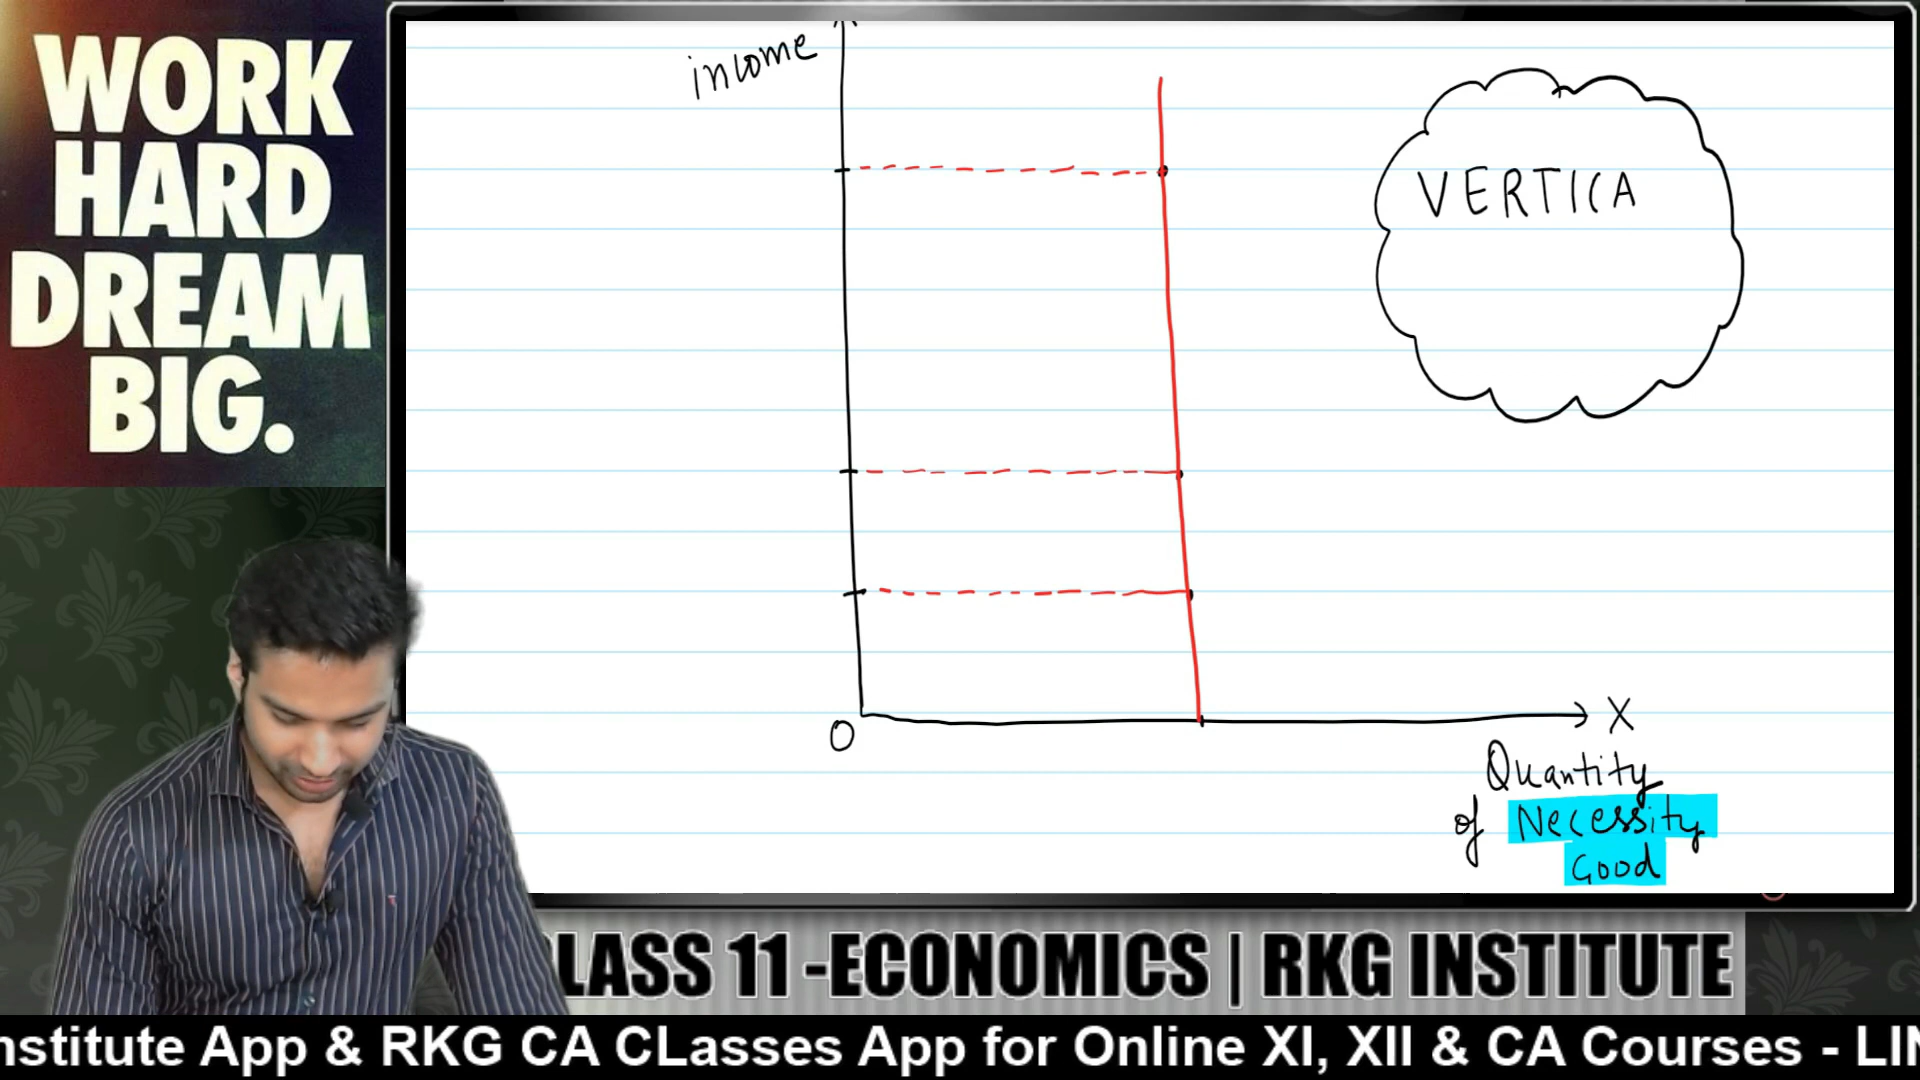 WORK
HARD
DREAM
BIG.
income
VERTICA
O
X
Quantity
of Necessity
Good
LASS 11 -ECONOMICS | RKG INSTITUTE
nstitute App & RKG CA CLasses App for Online XI, XII & CA Courses - LIN